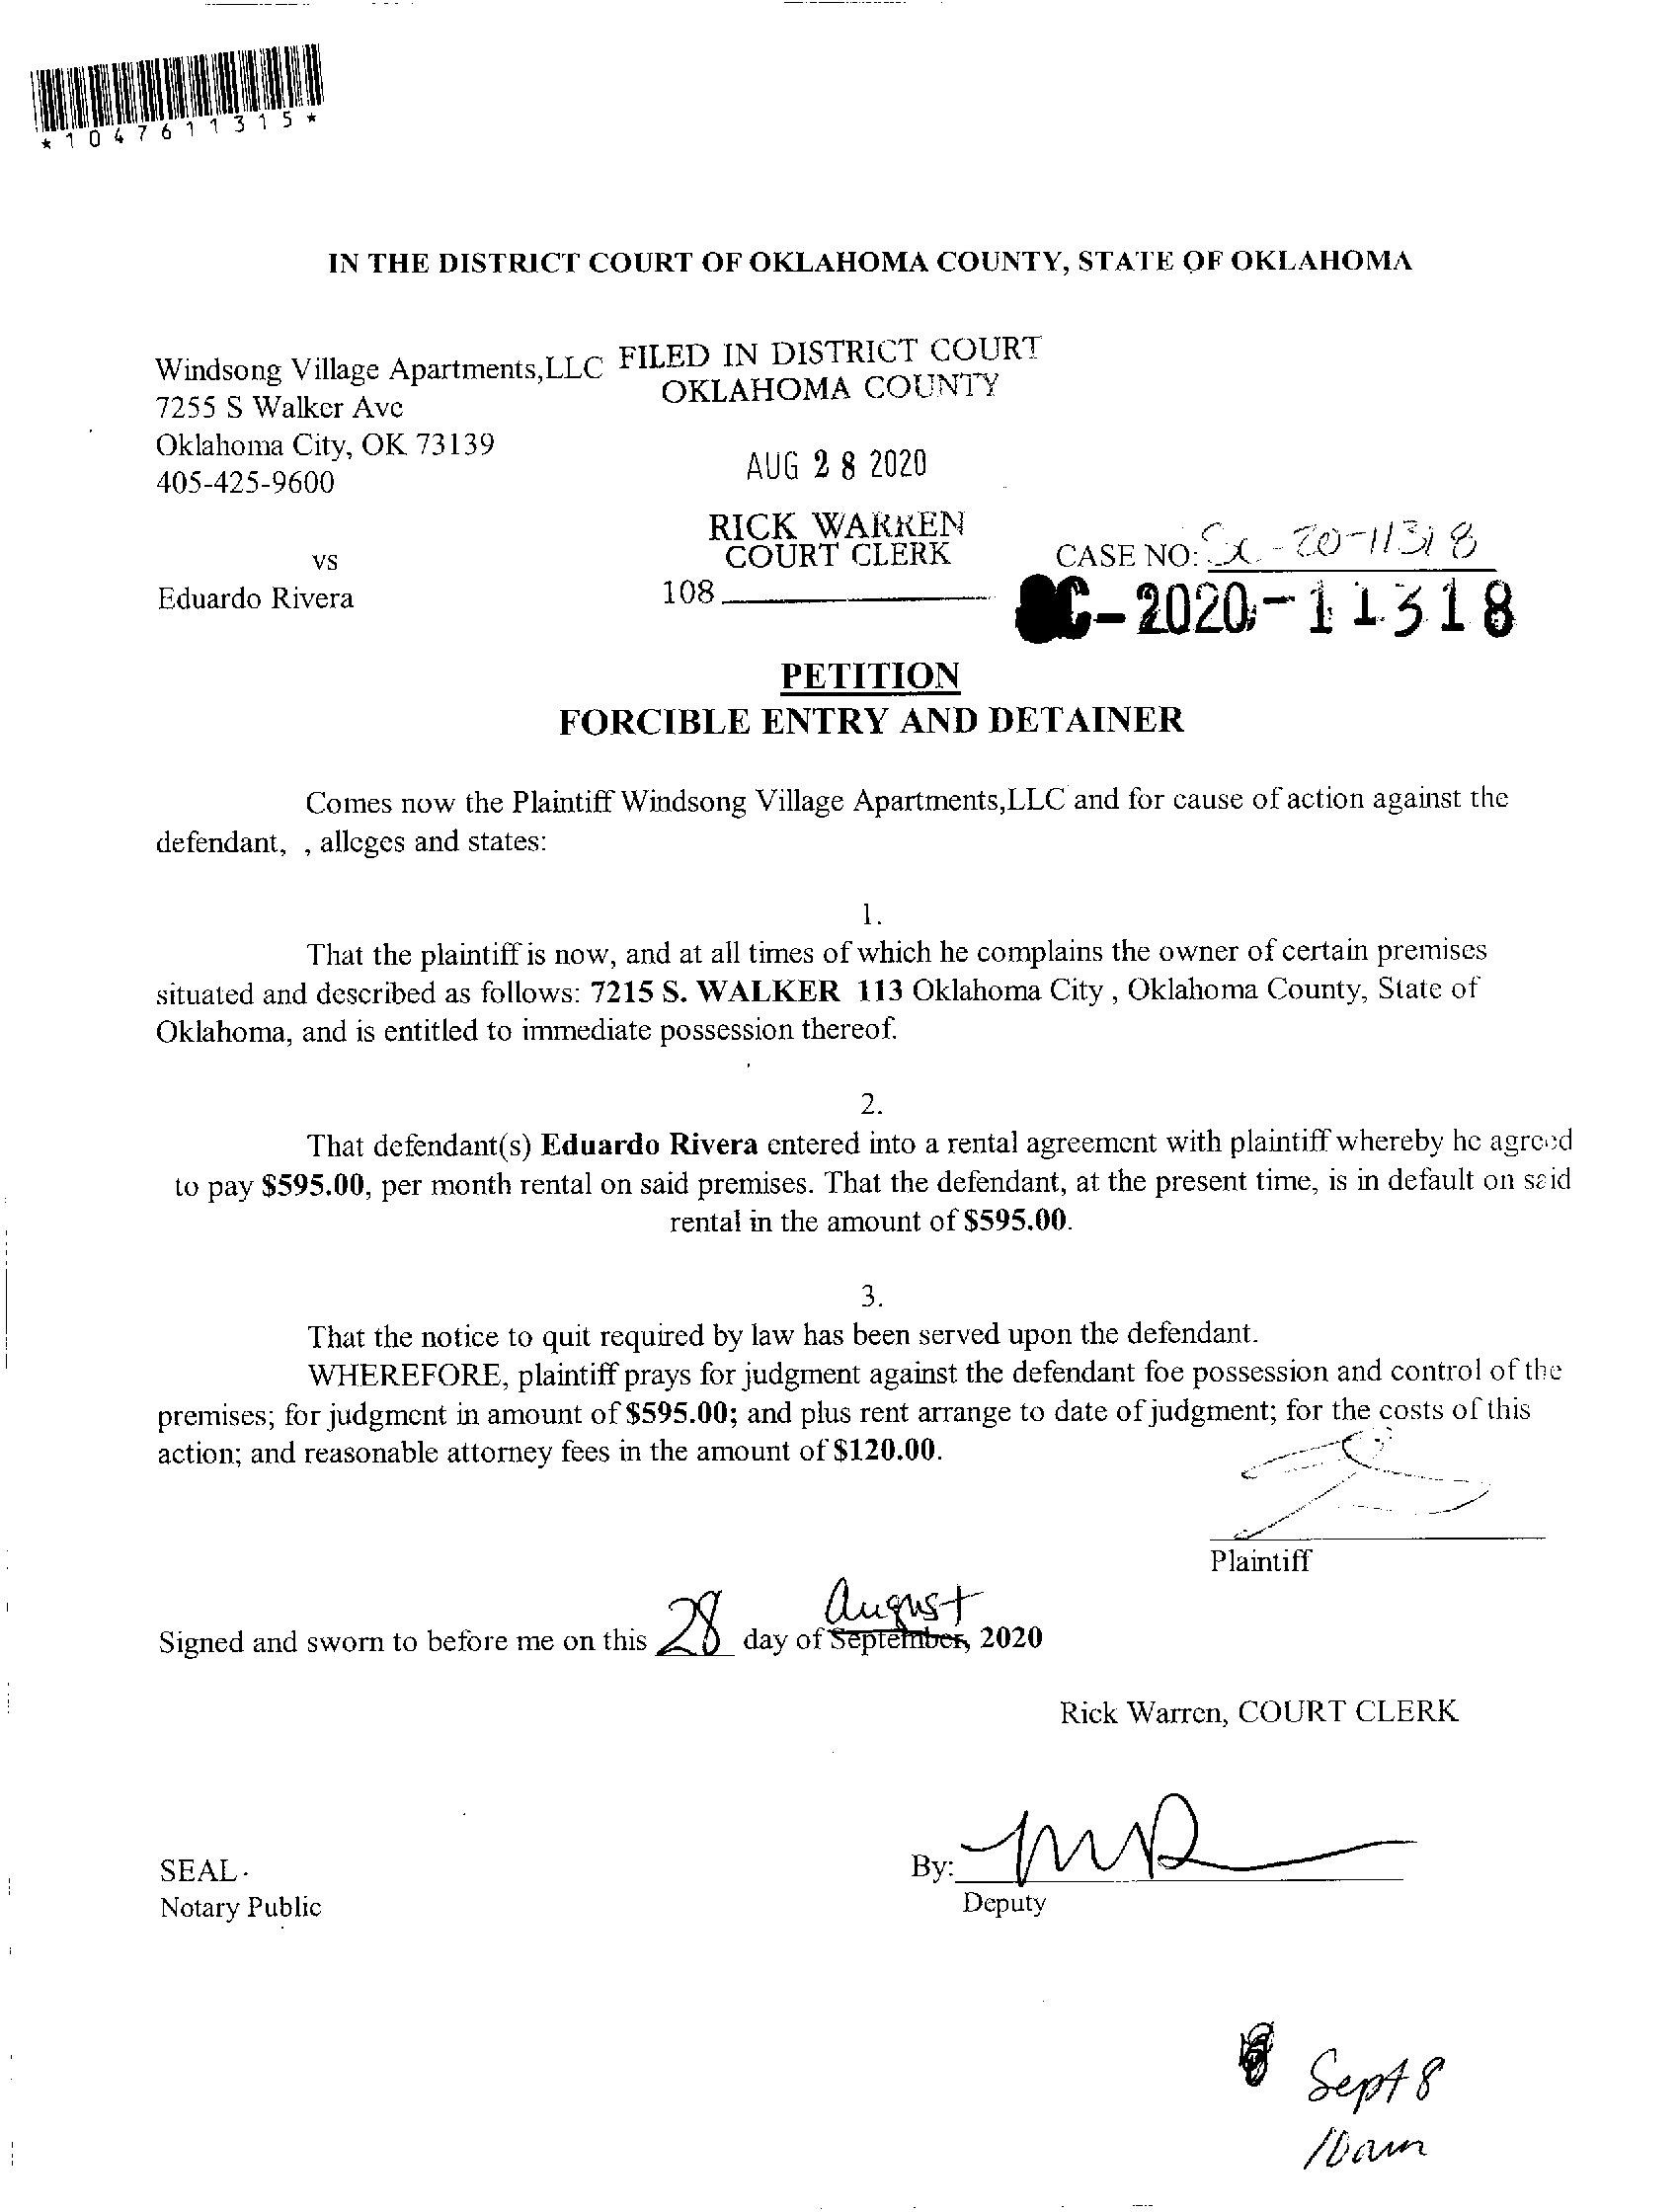 *1047611315*
IN THE DISTRICT COURT OF OKLAHOMA COUNTY, STATE OF OKLAHOMA
Windsong Village Apartments,LLC
7255 S Walker Ave
Oklahoma City, OK 73139
405-425-9600
vs
Eduardo Rivera
FILED IN DISTRICT COURT
OKLAHOMA COUNTY
AUG 28 2020
RICK WARREN
COURT CLERK
108
CASE NO: SC-20-11318
C-2020-11318
PETITION
FORCIBLE ENTRY AND DETAINER
Comes now the Plaintiff Windsong Village Apartments,LLC and for cause of action against the
defendant, , alleges and states:
1.
That the plaintiff is now, and at all times of which he complains the owner of certain premises
situated and described as follows: 7215 S. WALKER 113 Oklahoma City , Oklahoma County, State of
Oklahoma, and is entitled to immediate possession thereof.
2.
That defendant(s) Eduardo Rivera entered into a rental agreement with plaintiff whereby he agreed
to pay $595.00, per month rental on said premises. That the defendant, at the present time, is in default on said
rental in the amount of $595.00.
3.
That the notice to quit required by law has been served upon the defendant.
WHEREFORE, plaintiff prays for judgment against the defendant foe possession and control of the
premises; for judgment in amount of $595.00; and plus rent arrange to date of judgment; for the costs of this
action; and reasonable attorney fees in the amount of $120.00.
Plaintiff
August
Signed and sworn to before me on this 28 day of September, 2020
Rick Warren, COURT CLERK
SEAL
Notary Public
By:
Deputy
Sept 8
10am